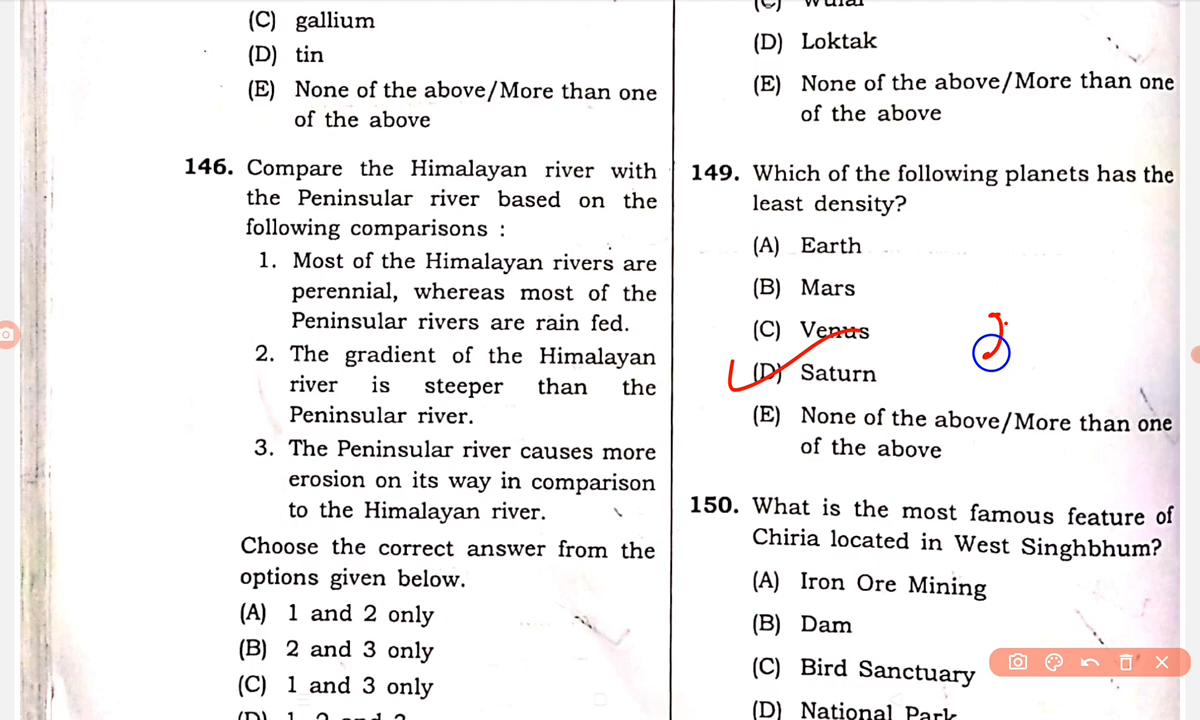 (C) gallium
(D) tin
(E) None of the above/More than one
of the above
146. Compare the Himalayan river with
the Peninsular river based on the
following comparisons :
1. Most of the Himalayan rivers are
perennial, whereas most of the
Peninsular rivers are rain fed.
2. The gradient of the Himalayan
river is steeper than the
Peninsular river.
3. The Peninsular river causes more
erosion on its way in comparison
to the Himalayan river.
Choose the correct answer from the
options given below.
(A) 1 and 2 only
(B) 2 and 3 only
(C) 1 and 3 only
(D) 1, 2 and 3
(C) Wular
(D) Loktak
(E) None of the above/More than one
of the above
149. Which of the following planets has the
least density?
(A) Earth
(B) Mars
(C) Venus
(D) Saturn
(E) None of the above/More than one
of the above
150. What is the most famous feature of
Chiria located in West Singhbhum?
(A) Iron Ore Mining
(B) Dam
(C) Bird Sanctuary
(D) National Park